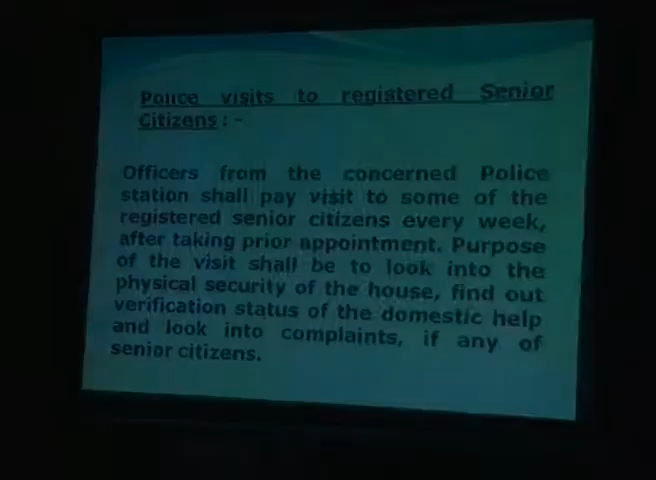 Police visits to registered Senior
Citizens : -
Officers from the concerned Police
station shall pay visit to some of the
registered senior citizens every week,
after taking prior appointment. Purpose
of the visit shall be to look into the
physical security of the house, find out
verification status of the domestic help
and look into complaints, if any of
senior citizens.